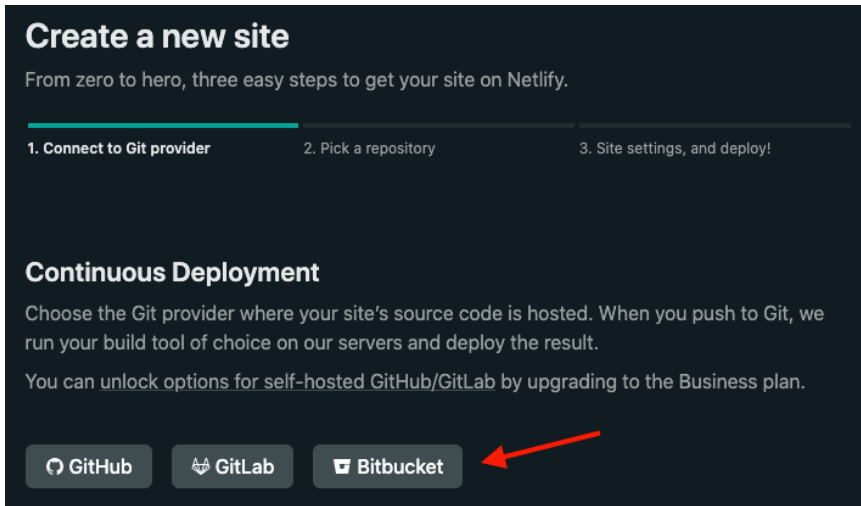 Create a new site
From zero to hero, three easy steps to get your site on Netlify.
1. Connect to Git provider
2. Pick a repository
3. Site settings, and deploy!
Continuous Deployment
Choose the Git provider where your site's source code is hosted. When you push to Git, we
run your build tool of choice on our servers and deploy the result.
You can unlock options for self-hosted GitHub/GitLab by upgrading to the Business plan.
GitHub
GitLab
Bitbucket